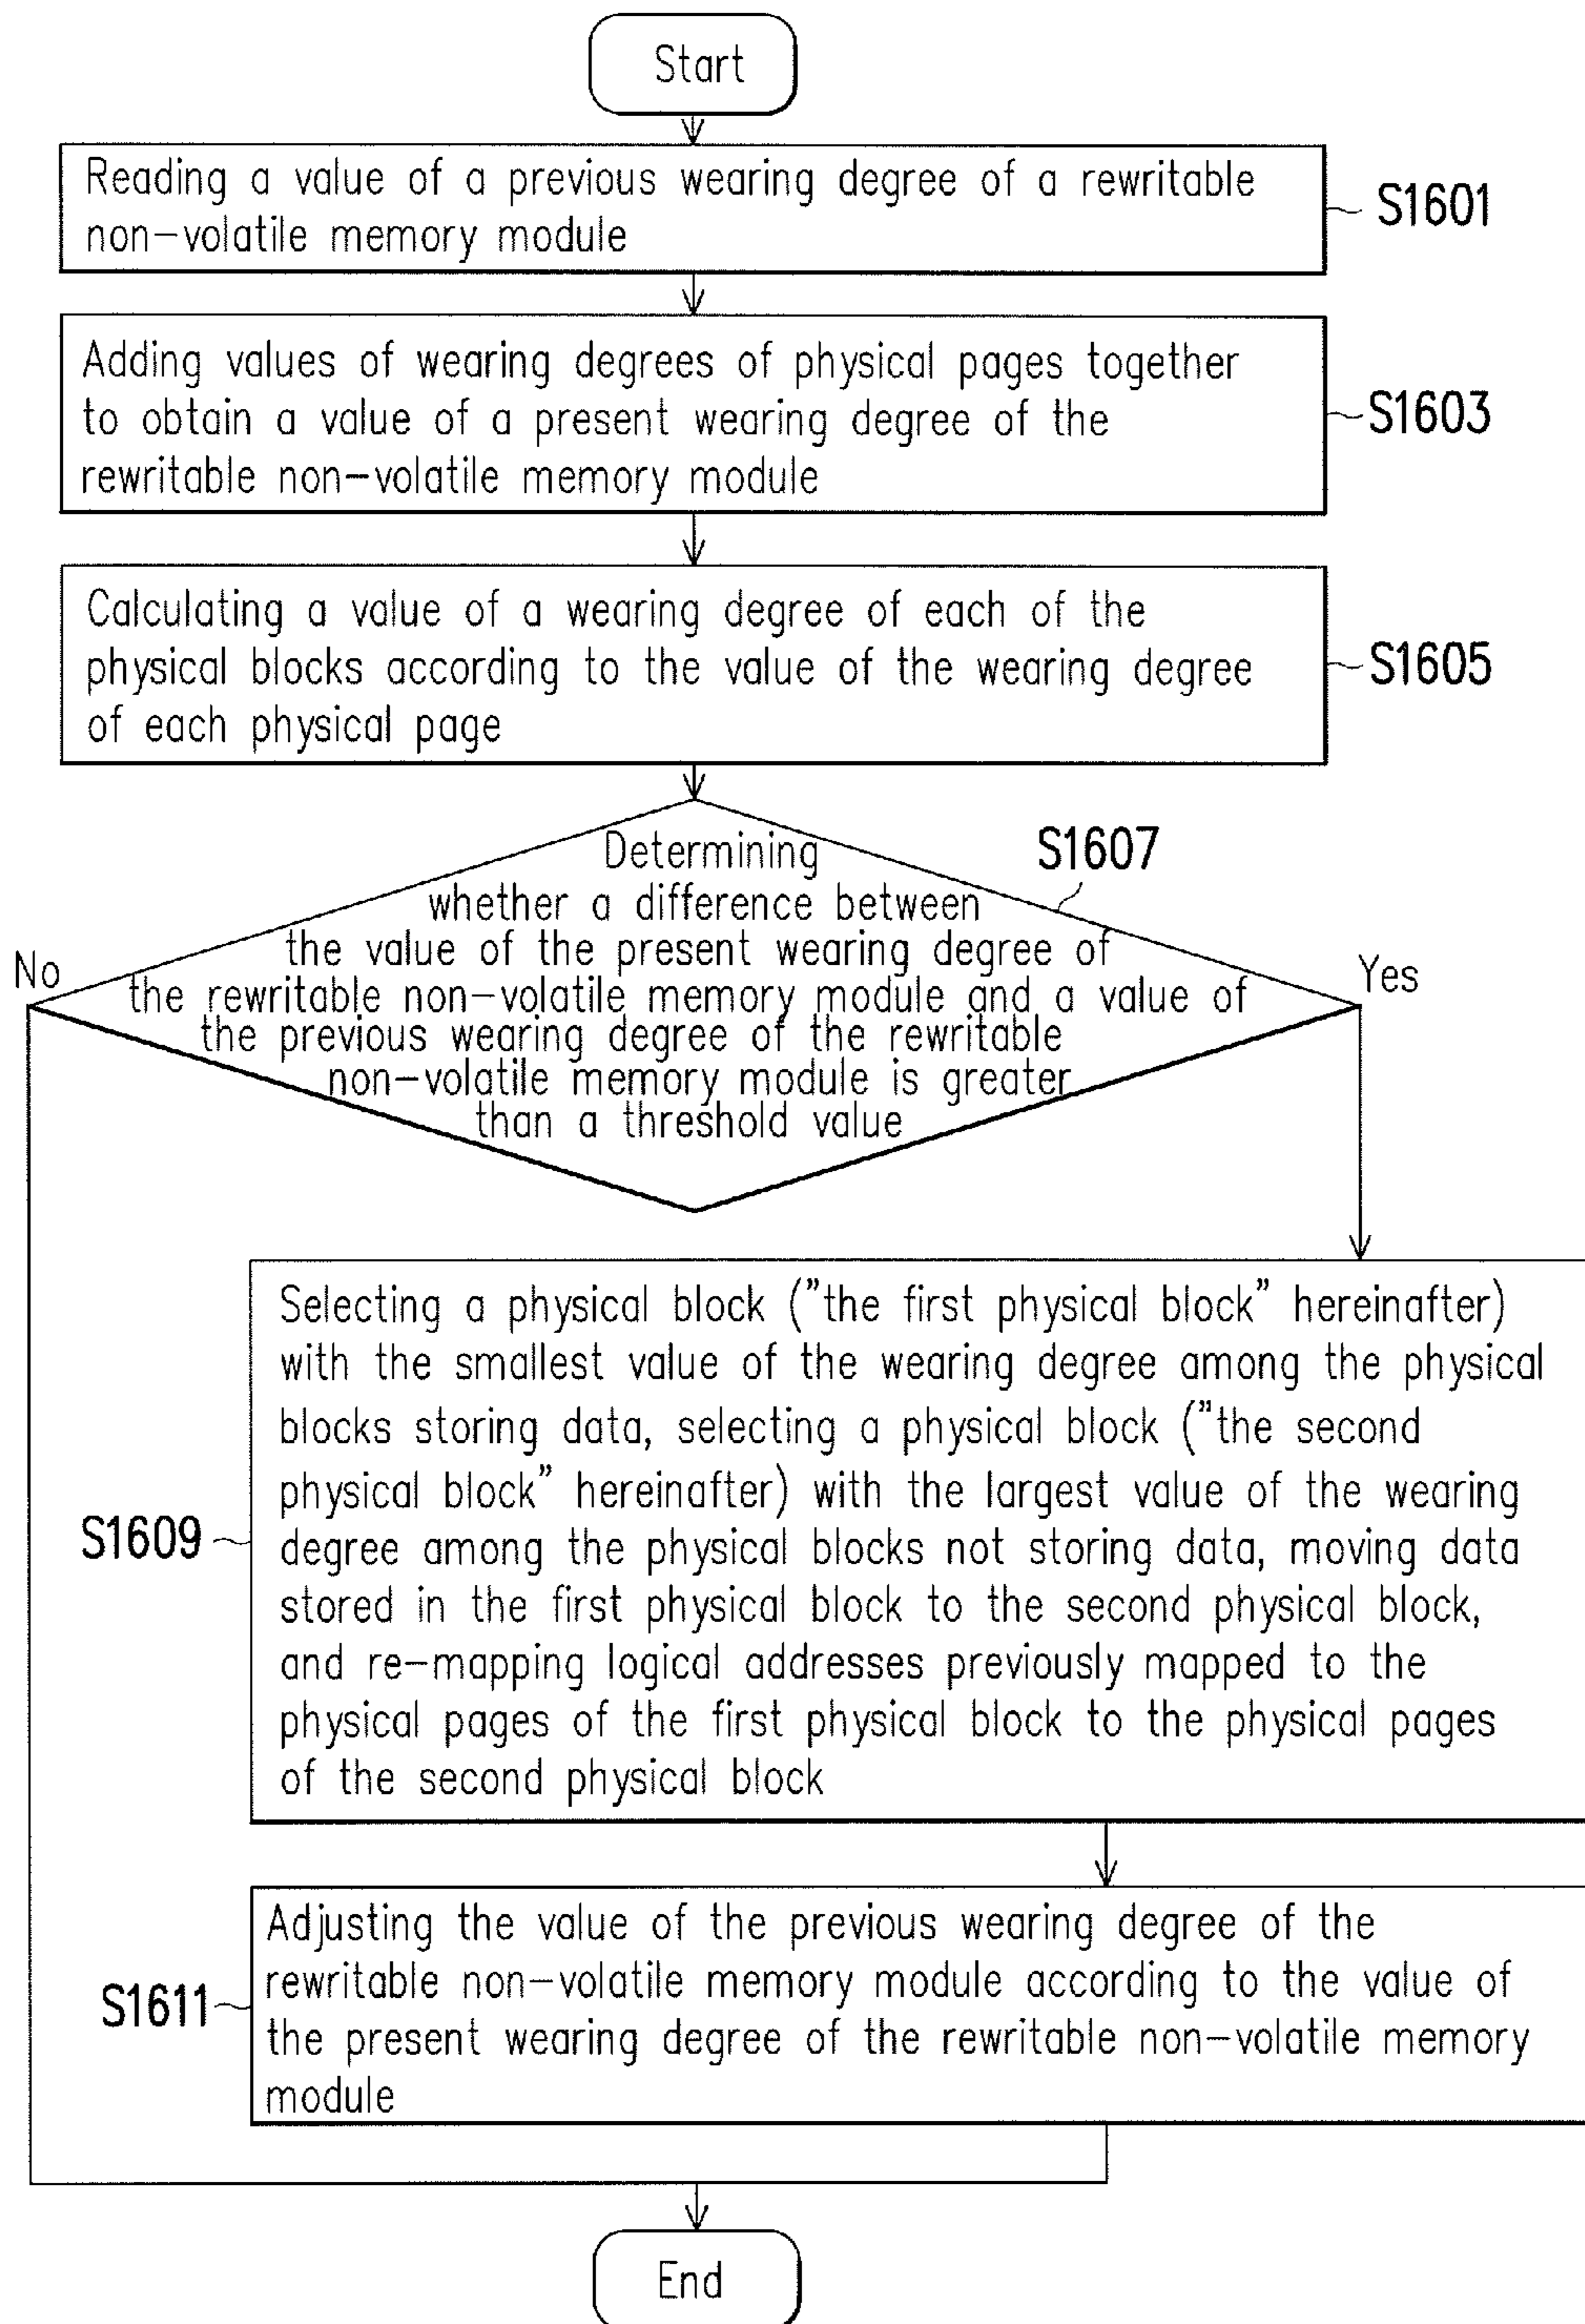 Start
Reading a value of a previous wearing degree of a rewritable
non-volatile memory module
S1601
Adding values of wearing degrees of physical pages together
to obtain a value of a present wearing degree of the
rewritable non-volatile memory module
S1603
Calculating a value of a wearing degree of each of the
physical blocks according to the value of the wearing degree
of each physical page
S1605
Determining
whether a difference between
the value of the present wearing degree of
the rewritable non-volatile memory module and a value of
the previous wearing degree of the rewritable
non-volatile memory module is greater
than a threshold value
S1607
No
Yes
Selecting a physical block ("the first physical block" hereinafter)
with the smallest value of the wearing degree among the physical
blocks storing data, selecting a physical block ("the second
physical block" hereinafter) with the largest value of the wearing
degree among the physical blocks not storing data, moving data
stored in the first physical block to the second physical block,
and re-mapping logical addresses previously mapped to the
physical pages of the first physical block to the physical pages
of the second physical block
S1609
Adjusting the value of the previous wearing degree of the
rewritable non-volatile memory module according to the value of
the present wearing degree of the rewritable non-volatile memory
module
S1611
End